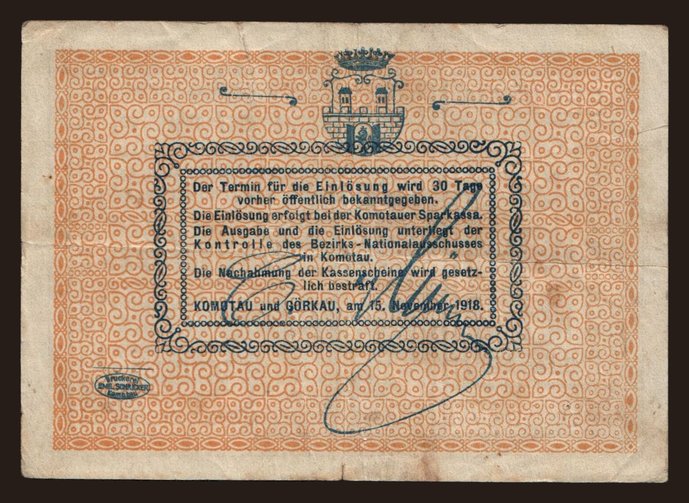 Der Termin für die Einlösung wird 30 Tage
vorher öffentlich bekanntgegeben.
Die Einlösung erfolgt bei der Komotauer Sparkassa.
Die Ausgabe und die Einlösung unterliegt der
Kontrolle des Bezirks-Nationalausschusses
in Komotau.
Die Nachahmung der Kassenscheine wird gesetz-
lich bestraft.
KOMOTAU und GÖRKAU, am 15. November 1918.
Druckerei
Komotau